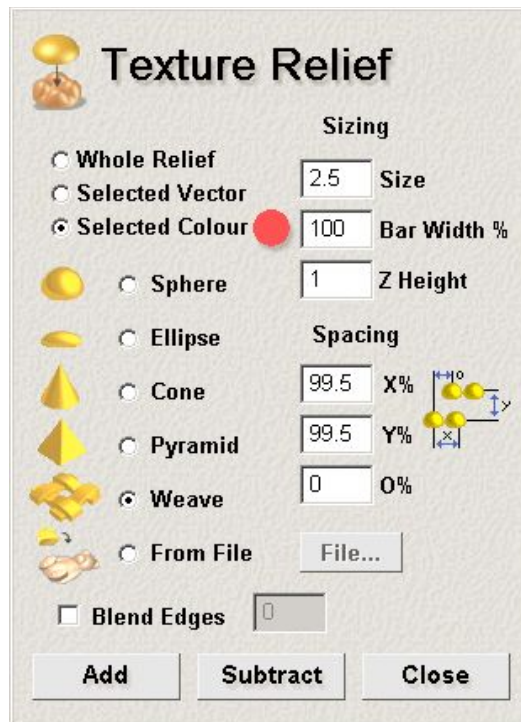 Texture Relief
Whole Relief
Selected Vector
Selected Colour
Sizing
2.5 Size
100 Bar Width %
1 Z Height
Sphere
Ellipse
Cone
Pyramid
Weave
From File
Spacing
99.5 X%
99.5 Y%
0 O%
o
y
x
File...
Blend Edges 0
Add Subtract Close